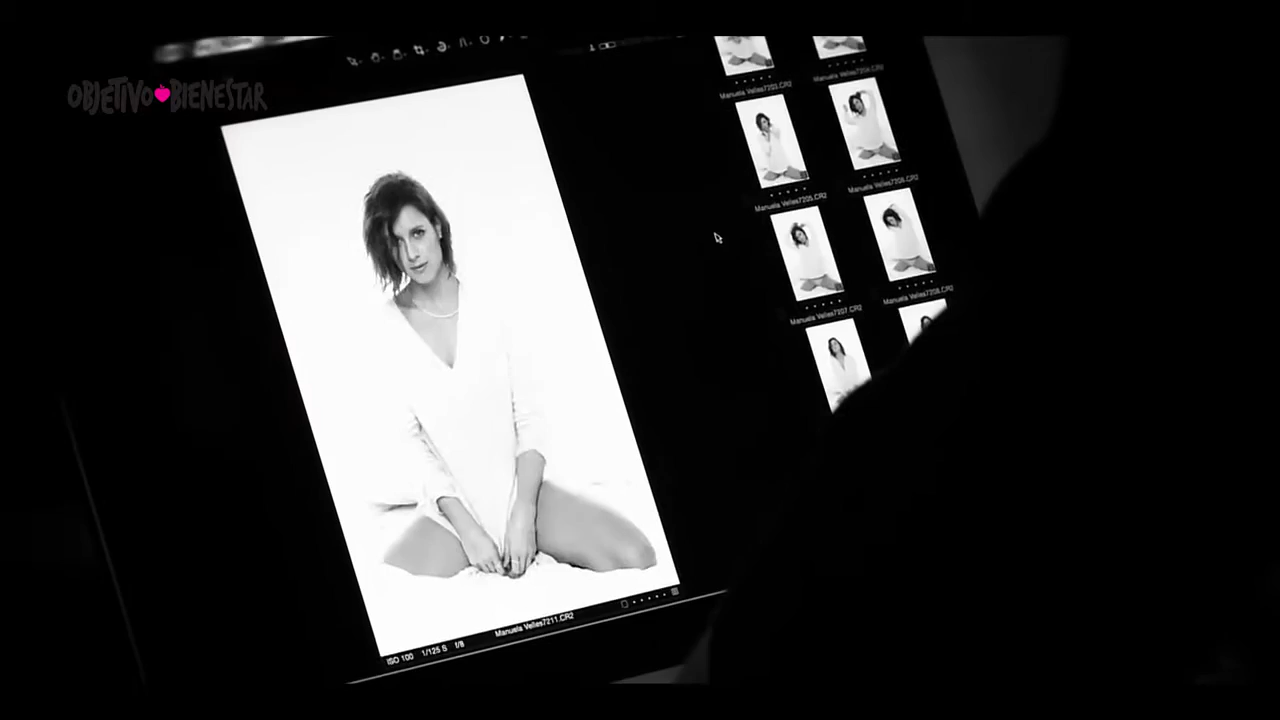 OBJETIVO BIENESTAR
Manuela Velles7203.CR2
Manuela Velles7204.CR2
Manuela Velles7205.CR2
Manuela Velles7206.CR2
Manuela Velles7207.CR2
Manuela Velles7208.CR2
ISO 100 1/125 S f/8
Manuela Velles7211.CR2